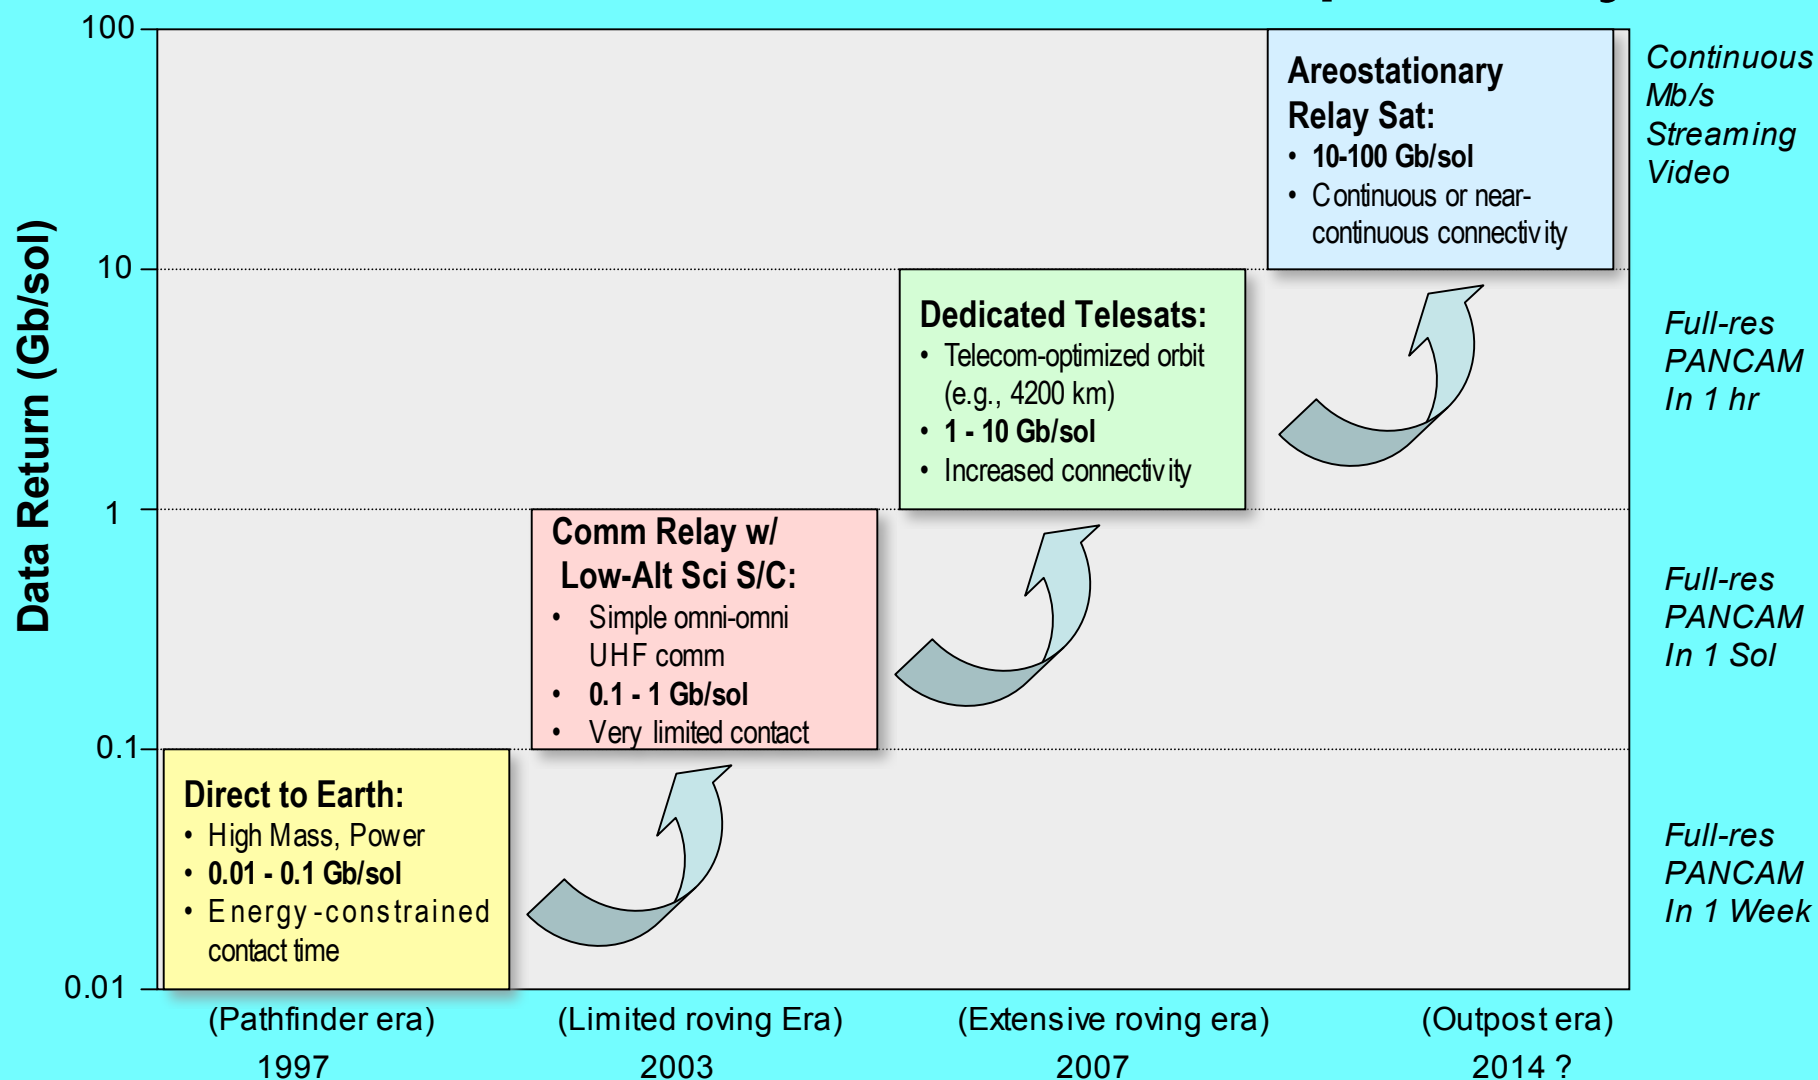 100
10
1
0.1
0.01
Data Return (Gb/sol)
Areostationary
Relay Sat:
• 10-100 Gb/sol
• Continuous or near-
continuous connectivity
Dedicated Telesats:
• Telecom-optimized orbit
(e.g., 4200 km)
• 1 - 10 Gb/sol
• Increased connectivity
Comm Relay w/
Low-Alt Sci S/C:
• Simple omni-omni
UHF comm
• 0.1 - 1 Gb/sol
• Very limited contact
Direct to Earth:
• High Mass, Power
• 0.01 - 0.1 Gb/sol
• Energy-constrained
contact time
Continuous
Mb/s
Streaming
Video
Full-res
PANCAM
In 1 hr
Full-res
PANCAM
In 1 Sol
Full-res
PANCAM
In 1 Week
(Pathfinder era)
1997
(Limited roving Era)
2003
(Extensive roving era)
2007
(Outpost era)
2014 ?